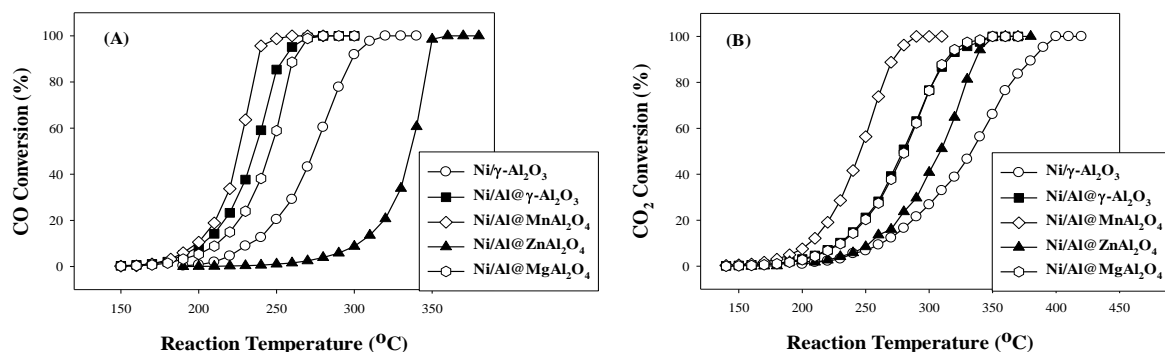 (A)
CO Conversion (%)
100
80
60
40
20
0
150 200 250 300 350
Reaction Temperature (°C)
Ni/γ-Al₂O₃
Ni/Al@γ-Al₂O₃
Ni/Al@MnAl₂O₄
Ni/Al@ZnAl₂O₄
Ni/Al@MgAl₂O₄
(B)
CO₂ Conversion (%)
100
80
60
40
20
0
150 200 250 300 350 400 450
Reaction Temperature (°C)
Ni/γ-Al₂O₃
Ni/Al@γ-Al₂O₃
Ni/Al@MnAl₂O₄
Ni/Al@ZnAl₂O₄
Ni/Al@MgAl₂O₄